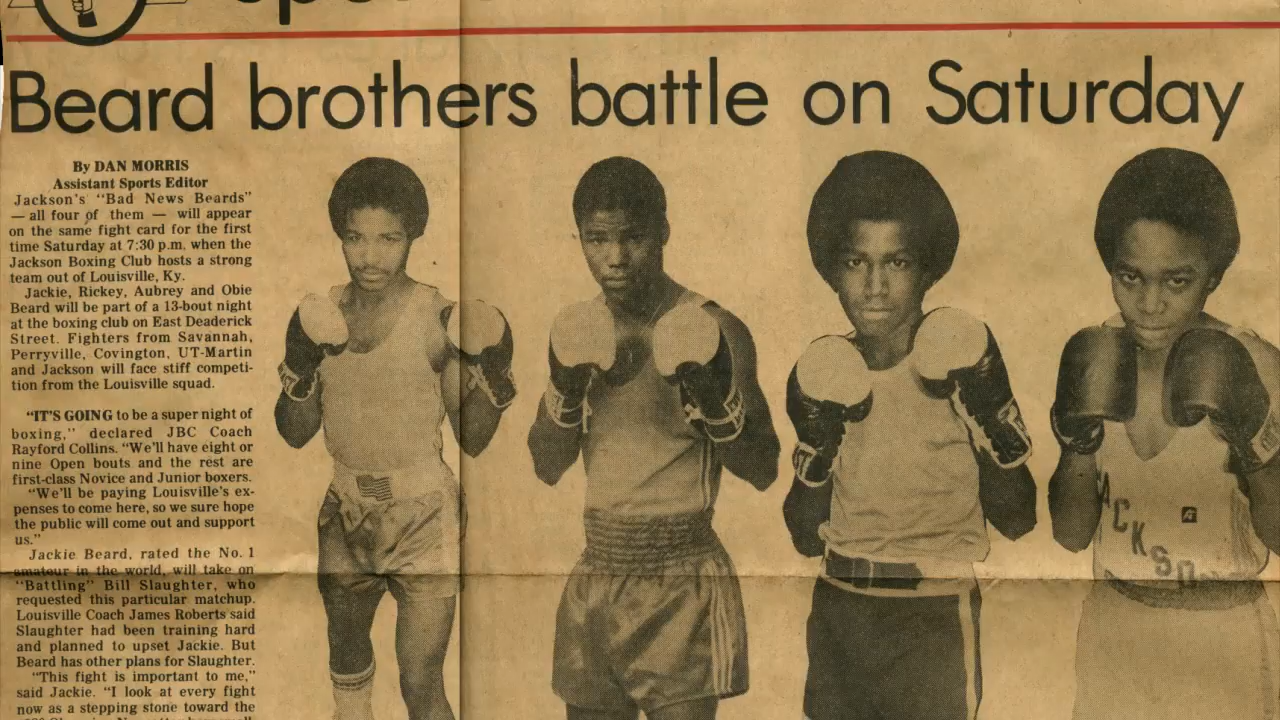 Beard brothers battle on Saturday
By DAN MORRIS
Assistant Sports Editor
Jackson's "Bad News Beards"
— all four of them — will appear
on the same fight card for the first
time Saturday at 7:30 p.m. when the
Jackson Boxing Club hosts a strong
team out of Louisville, Ky.
Jackie, Rickey, Aubrey and Obie
Beard will be part of a 13-bout night
at the boxing club on East Deaderick
Street. Fighters from Savannah,
Perryville, Covington, UT-Martin
and Jackson will face stiff competi-
tion from the Louisville squad.
"IT'S GOING to be a super night of
boxing," declared JBC Coach
Rayford Collins. "We'll have eight or
nine Open bouts and the rest are
first-class Novice and Junior boxers.
"We'll be paying Louisville's ex-
penses to come here, so we sure hope
the public will come out and support
us."
Jackie Beard, rated the No. 1
amateur in the world, will take on
"Battling" Bill Slaughter, who
requested this particular matchup.
Louisville Coach James Roberts said
Slaughter had been training hard
and planned to upset Jackie. But
Beard has other plans for Slaughter.
"This fight is important to me,"
said Jackie. "I look at every fight
now as a stepping stone toward the
ACKSO